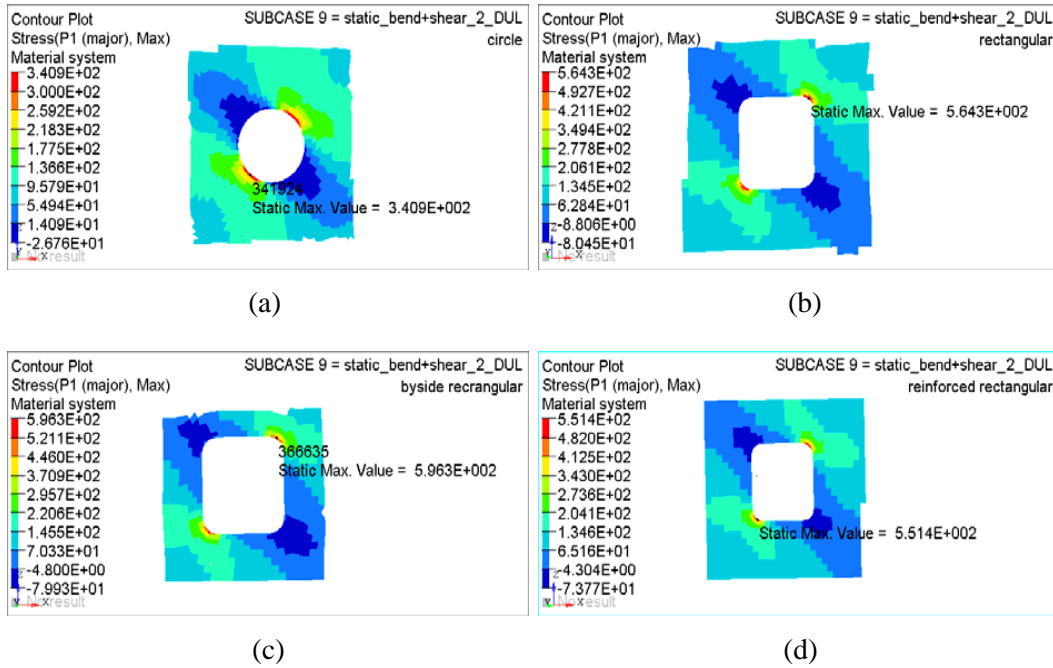 Contour Plot
SUBCASE 9 = static_bend+shear_2_DUL
Stress(P1 (major), Max)
circle
Material system
3.409E+02
3.000E+02
2.592E+02
2.183E+02
1.775E+02
1.366E+02
9.579E+01
5.494E+01
1.409E+01
-2.676E+01
No result
341924
Static Max. Value = 3.409E+002
Z
Y
X
(a)
Contour Plot
SUBCASE 9 = static_bend+shear_2_DUL
Stress(P1 (major), Max)
rectangular
Material system
5.643E+02
4.927E+02
4.211E+02
3.494E+02
2.778E+02
2.061E+02
1.345E+02
6.284E+01
-8.806E+00
-8.045E+01
No result
Static Max. Value = 5.643E+002
Z
Y
X
(b)
Contour Plot
SUBCASE 9 = static_bend+shear_2_DUL
Stress(P1 (major), Max)
byside recrangular
Material system
5.963E+02
5.211E+02
4.460E+02
3.709E+02
2.957E+02
2.206E+02
1.455E+02
7.033E+01
-4.800E+00
-7.993E+01
No result
366635
Static Max. Value = 5.963E+002
Z
X
(c)
Contour Plot
SUBCASE 9 = static_bend+shear_2_DUL
Stress(P1 (major), Max)
reinforced rectangular
Material system
5.514E+02
4.820E+02
4.125E+02
3.430E+02
2.736E+02
2.041E+02
1.346E+02
6.516E+01
-4.304E+00
-7.377E+01
No result
Static Max. Value = 5.514E+002
Z
X
(d)